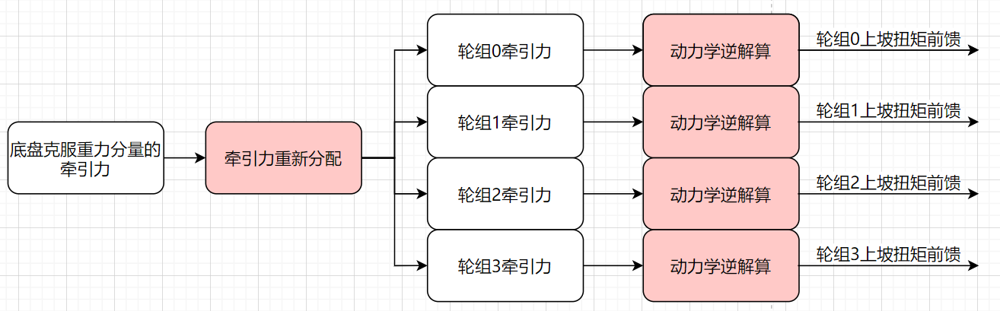 底盘克服重力分量的
牵引力
牵引力重新分配
轮组0牵引力
动力学逆解算
轮组0上坡扭矩前馈
轮组1牵引力
动力学逆解算
轮组1上坡扭矩前馈
轮组2牵引力
动力学逆解算
轮组2上坡扭矩前馈
轮组3牵引力
动力学逆解算
轮组3上坡扭矩前馈